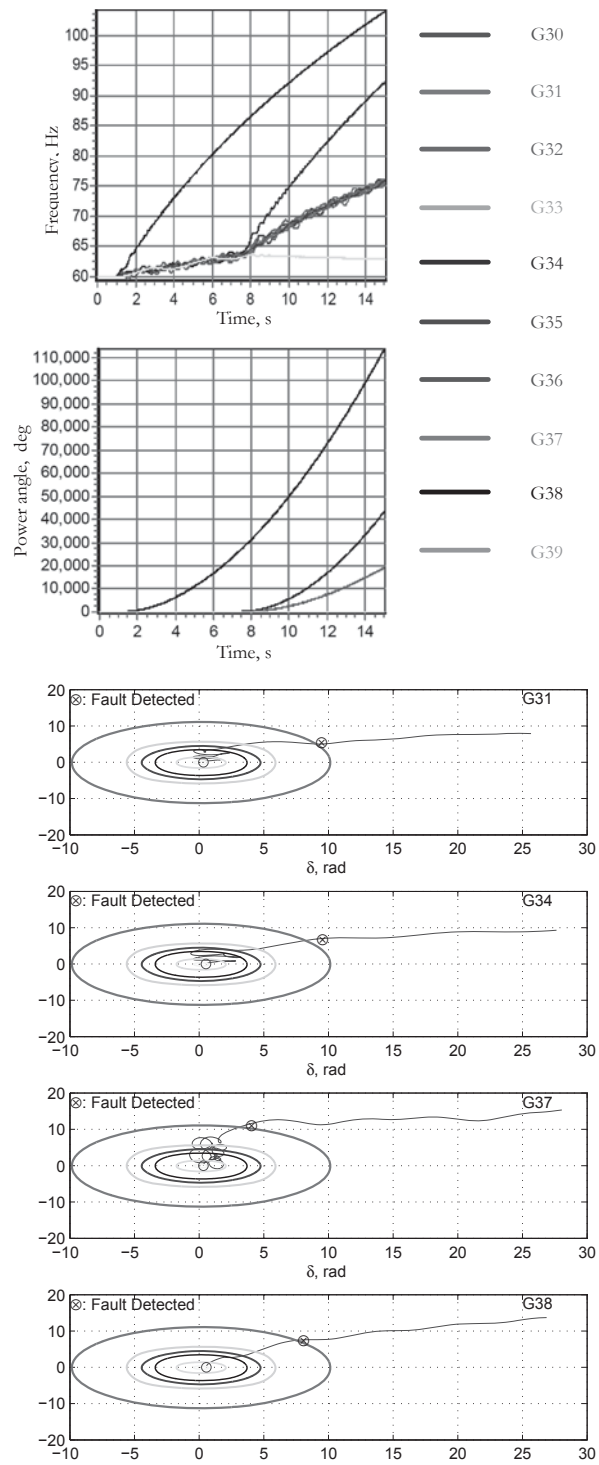 Frequency, Hz
100
95
90
85
80
75
70
65
60
0 2 4 6 8 10 12 14
Time, s
Power angle, deg
110,000
100,000
90,000
80,000
70,000
60,000
50,000
40,000
30,000
20,000
10,000
0
0 2 4 6 8 10 12 14
Time, s
G30
G31
G32
G33
G34
G35
G36
G37
G38
G39
⊗: Fault Detected
G31
20
10
0
−10
−20
−10 −5 0 5 10 15 20 25 30
δ, rad
⊗: Fault Detected
G34
20
10
0
−10
−20
−10 −5 0 5 10 15 20 25 30
δ, rad
⊗: Fault Detected
G37
20
10
0
−10
−20
−10 −5 0 5 10 15 20 25 30
δ, rad
⊗: Fault Detected
G38
20
10
0
−10
−20
−10 −5 0 5 10 15 20 25 30
δ, rad